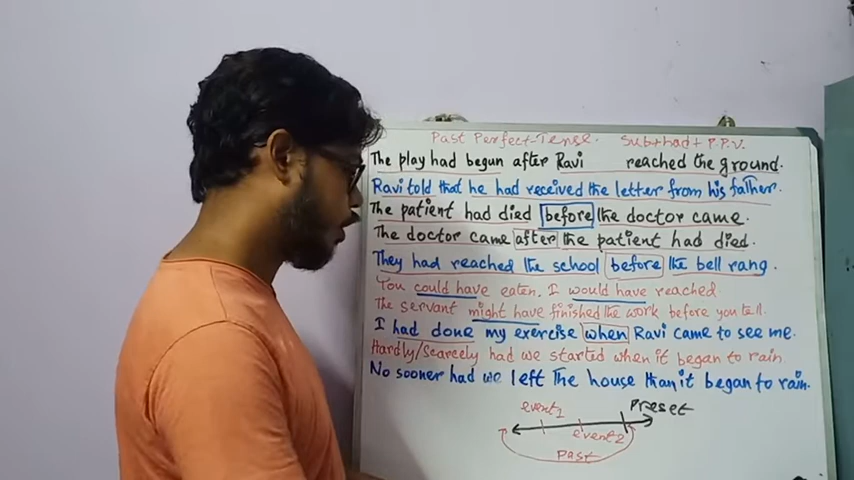 Past Perfect Tense. Sub+had+P.P.V.
The play had begun after Ravi reached the ground.
Ravi told that he had received the letter from his father.
The patient had died before the doctor came.
The doctor came after the patient had died.
They had reached the school before the bell rang.
You could have eaten. I would have reached
The servant might have finished the work before you tell.
I had done my exercise when Ravi came to see me.
Hardly/Scarcely had we started when it began to rain.
No sooner had we left the house than it began to rain.
event1 Preset
event2
Past